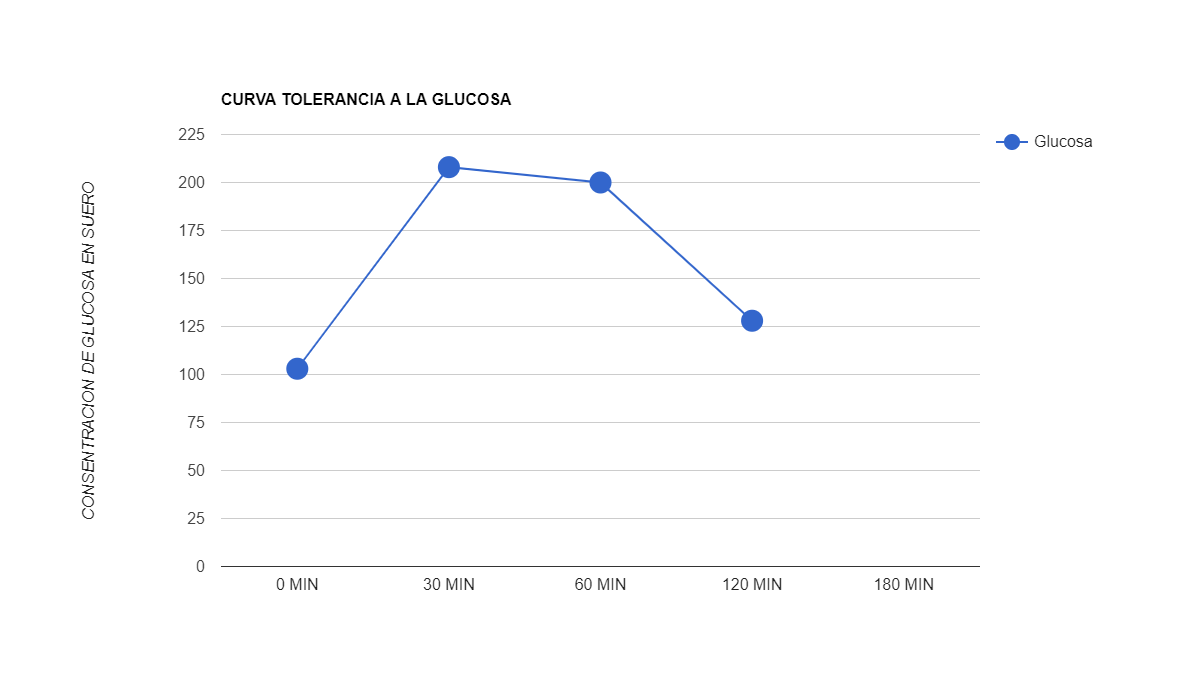 CURVA TOLERANCIA A LA GLUCOSA
225
200
175
150
125
100
75
50
25
0
CONSENTRACION DE GLUCOSA EN SUERO
0 MIN
30 MIN
60 MIN
120 MIN
180 MIN
Glucosa